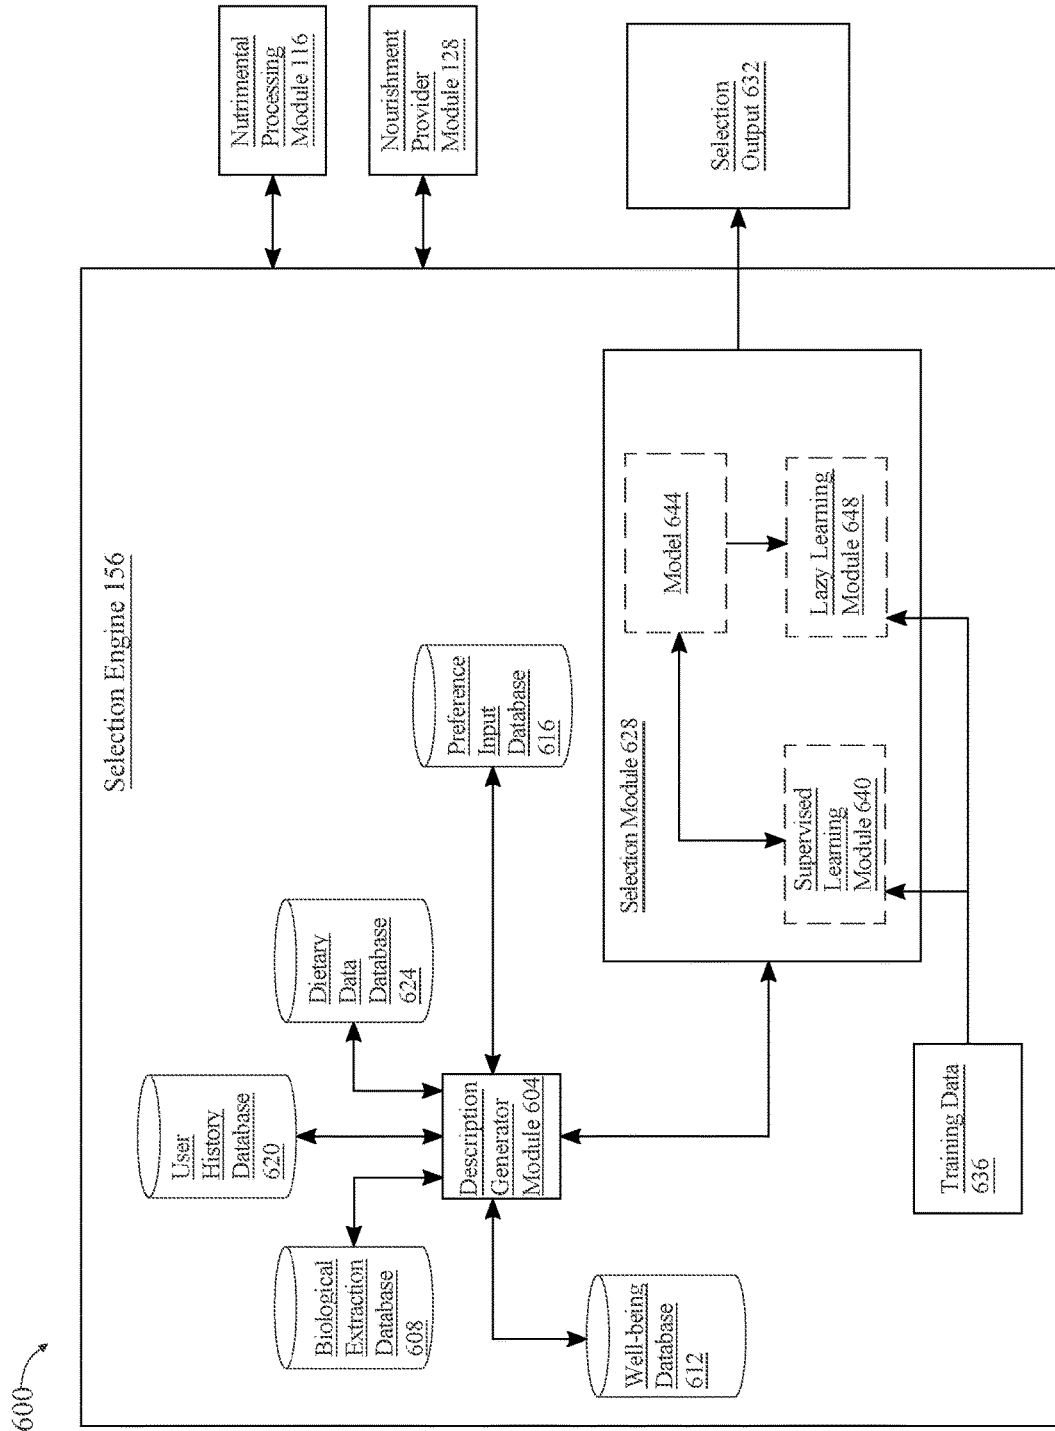 600
Selection Engine 156
Biological
Extraction
Database
608
User
History
Database
620
Dietary
Data
Database
624
Preference
Input
Database
616
Well-being
Database
612
Description
Generator
Module 604
Selection Module 628
Supervised
Learning
Module 640
Model 644
Lazy Learning
Module 648
Training Data
636
Nutrimental
Processing
Module 116
Nourishment
Provider
Module 128
Selection
Output 632